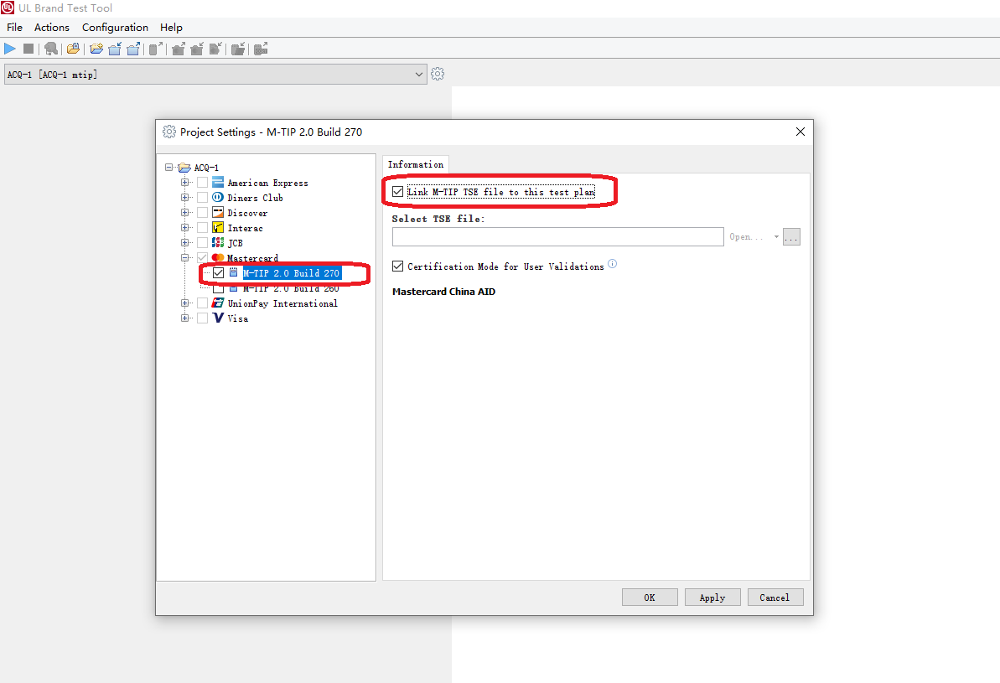 UL Brand Test Tool
File Actions Configuration Help
ACQ-1 [ACQ-1 mtip]
Project Settings - M-TIP 2.0 Build 270
ACQ-1
American Express
Diners Club
Discover
Interac
JCB
Mastercard
M-TIP 2.0 Build 270
M-TIP 2.0 Build 260
UnionPay International
Visa
Information
Link M-TIP TSE file to this test plan
Select TSE file:
Open... ...
Certification Mode for User Validations
Mastercard China AID
OK Apply Cancel